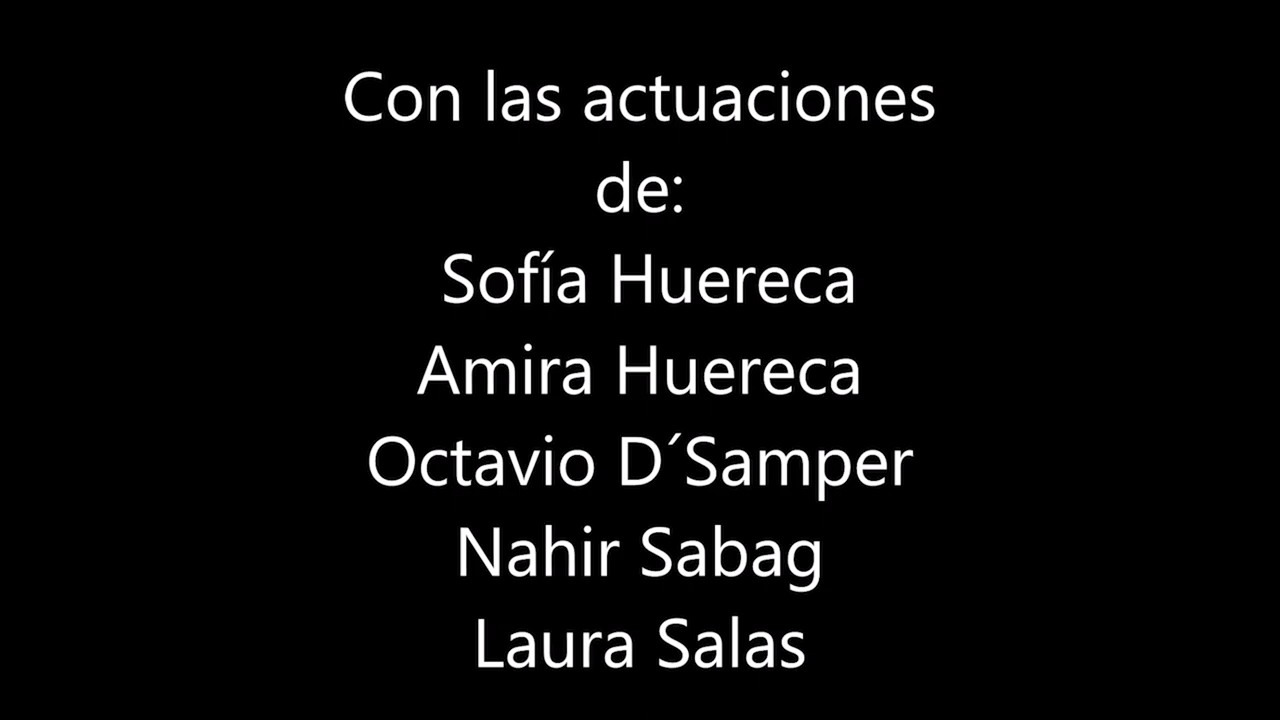 Con las actuaciones
de:
Sofía Huereca
Amira Huereca
Octavio D´Samper
Nahir Sabag
Laura Salas